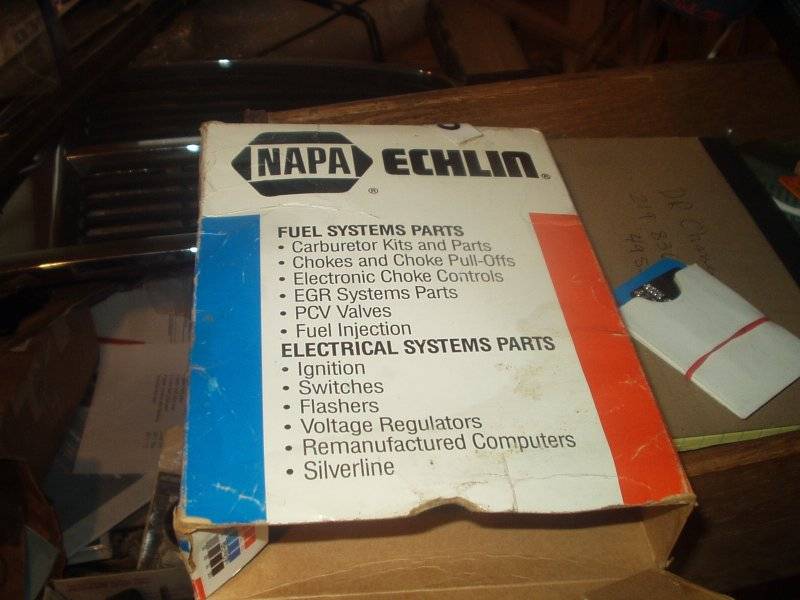 NAPA ® ECHLIN®
FUEL SYSTEMS PARTS
• Carburetor Kits and Parts
• Chokes and Choke Pull-Offs
• Electronic Choke Controls
• EGR Systems Parts
• PCV Valves
• Fuel Injection
ELECTRICAL SYSTEMS PARTS
• Ignition
• Switches
• Flashers
• Voltage Regulators
• Remanufactured Computers
• Silverline